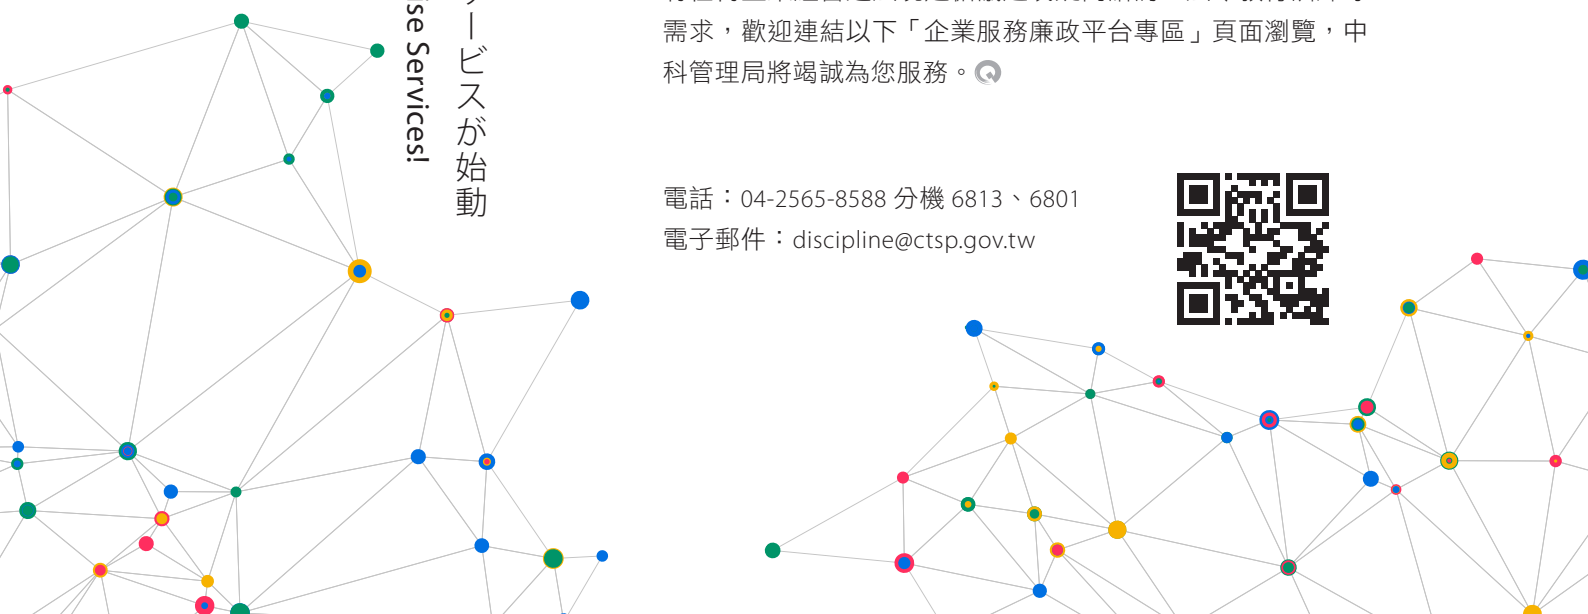 需求，歡迎連結以下「企業服務廉政平台專區」頁面瀏覽，中
科管理局將竭誠為您服務。
電話：04-2565-8588 分機 6813、6801
電子郵件：discipline@ctsp.gov.tw
ービスが始動
se Services!